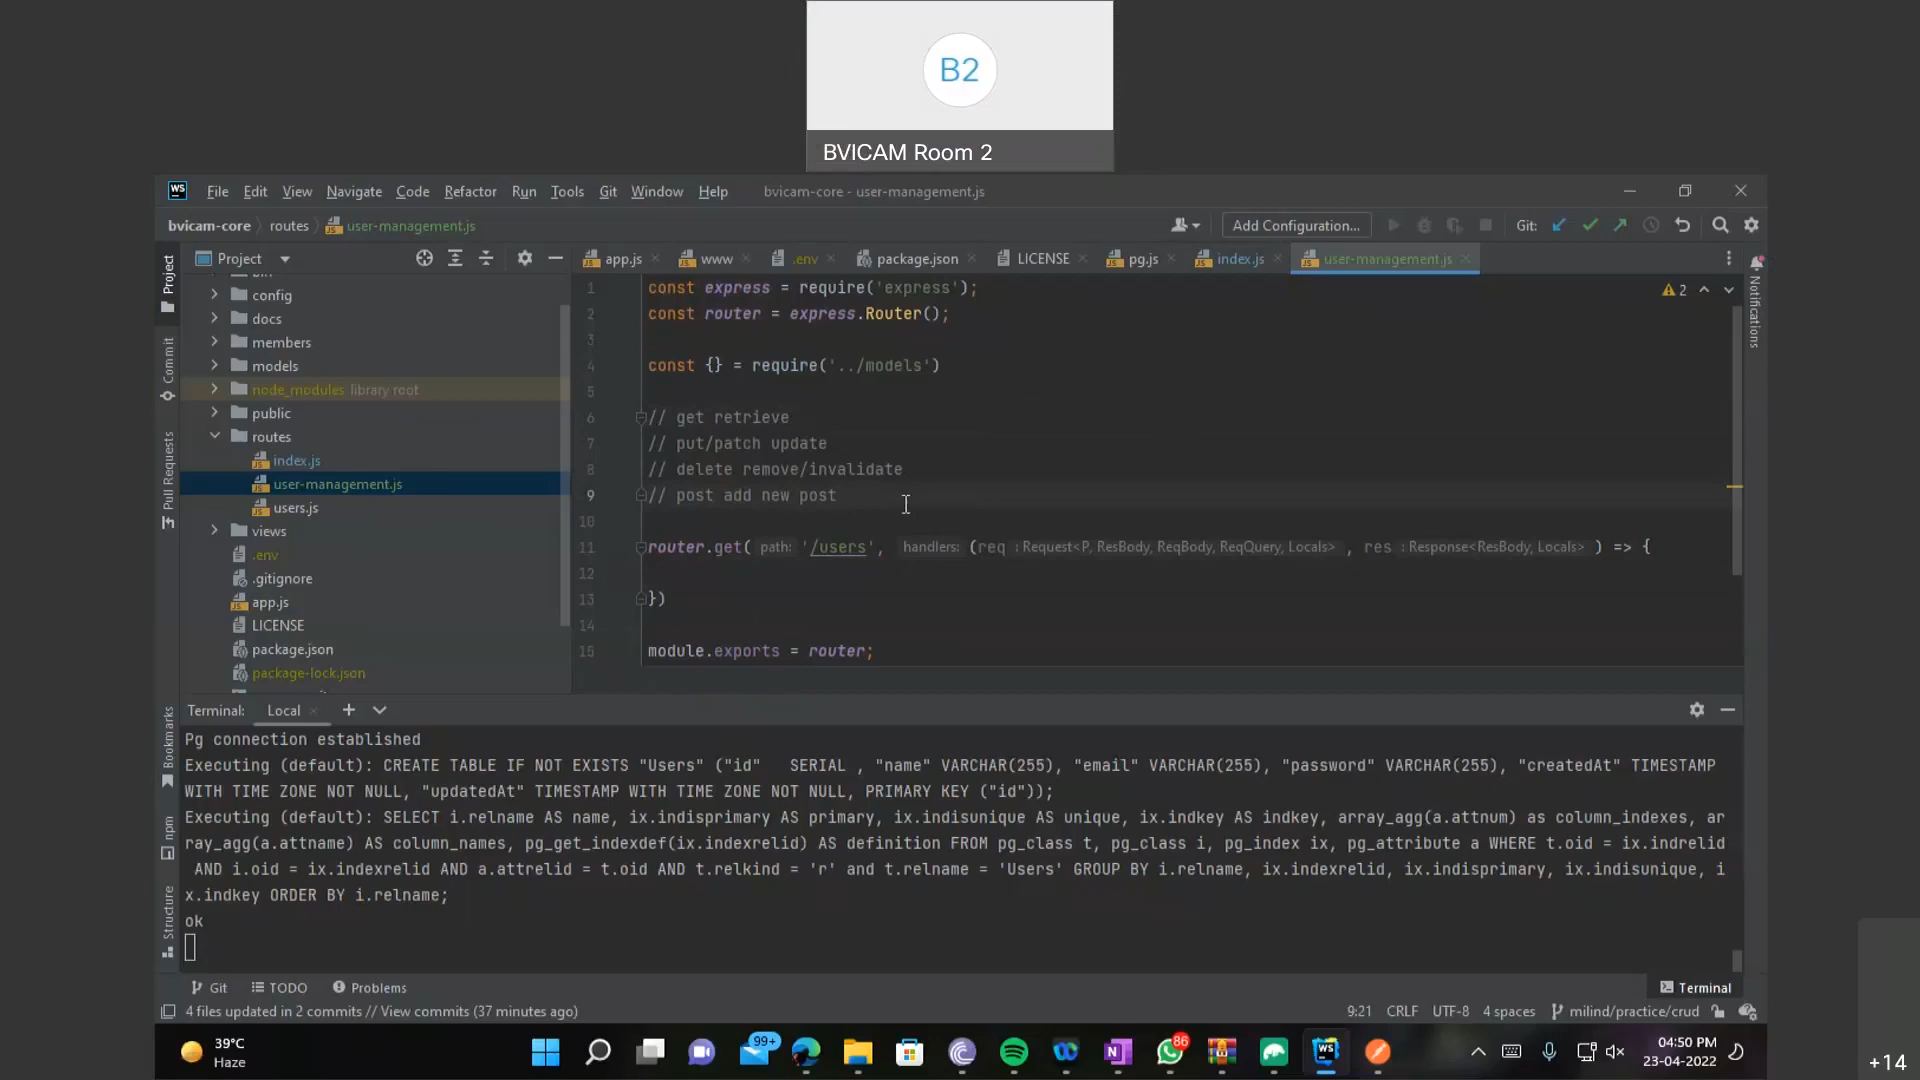 B2
BVICAM Room 2
WS File Edit View Navigate Code Refactor Run Tools Git Window Help bvicam-core - user-management.js
bvicam-core routes user-management.js Add Configuration... Git:
Project app.js www .env package.json LICENSE pg.js index.js user-management.js
Project
Commit
Pull Requests
Bookmarks
npm
Structure
Notifications
config
docs
members
models
node_modules library root
public
routes
index.js
user-management.js
users.js
views
.env
.gitignore
app.js
LICENSE
package.json
package-lock.json
2
1 const express = require('express');
2 const router = express.Router();
3
4 const {} = require('../models')
5
6 // get retrieve
7 // put/patch update
8 // delete remove/invalidate
9 // post add new post
10
11 router.get( path: '/users', handlers: (req : Request<P, ResBody, ReqBody, ReqQuery, Locals> , res : Response<ResBody, Locals> ) => {
12
13 })
14
15 module.exports = router;
Terminal: Local
Pg connection established
Executing (default): CREATE TABLE IF NOT EXISTS "Users" ("id"   SERIAL , "name" VARCHAR(255), "email" VARCHAR(255), "password" VARCHAR(255), "createdAt" TIMESTAMP
WITH TIME ZONE NOT NULL, "updatedAt" TIMESTAMP WITH TIME ZONE NOT NULL, PRIMARY KEY ("id"));
Executing (default): SELECT i.relname AS name, ix.indisprimary AS primary, ix.indisunique AS unique, ix.indkey AS indkey, array_agg(a.attnum) as column_indexes, ar
ray_agg(a.attname) AS column_names, pg_get_indexdef(ix.indexrelid) AS definition FROM pg_class t, pg_class i, pg_index ix, pg_attribute a WHERE t.oid = ix.indrelid
AND i.oid = ix.indexrelid AND a.attrelid = t.oid AND t.relkind = 'r' and t.relname = 'Users' GROUP BY i.relname, ix.indexrelid, ix.indisprimary, ix.indisunique, i
x.indkey ORDER BY i.relname;
ok
Git TODO Problems Terminal
4 files updated in 2 commits // View commits (37 minutes ago) 9:21 CRLF UTF-8 4 spaces milind/practice/crud
39°C
Haze
99+
86
WS
04:50 PM
23-04-2022
+14